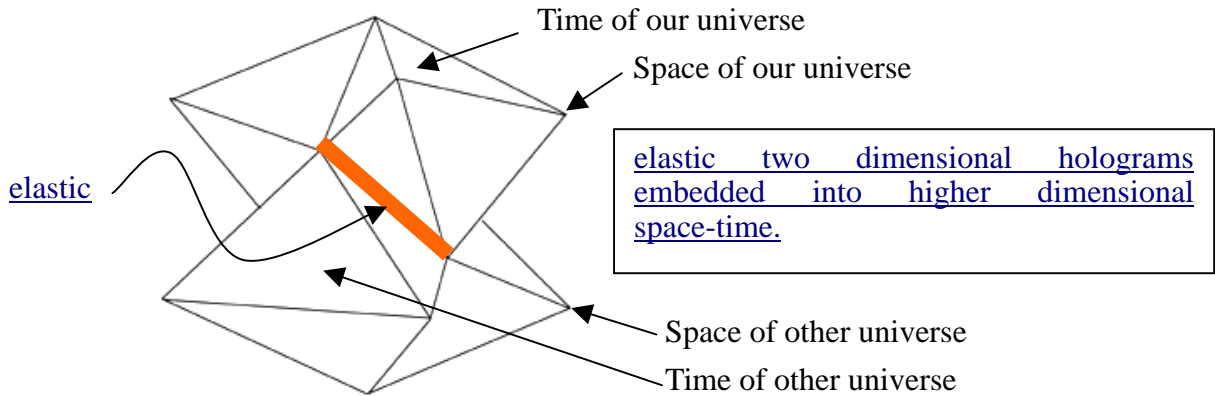 Time of our universe
Space of our universe
elastic two dimensional holograms
embedded into higher dimensional
space-time.
elastic
Space of other universe
Time of other universe